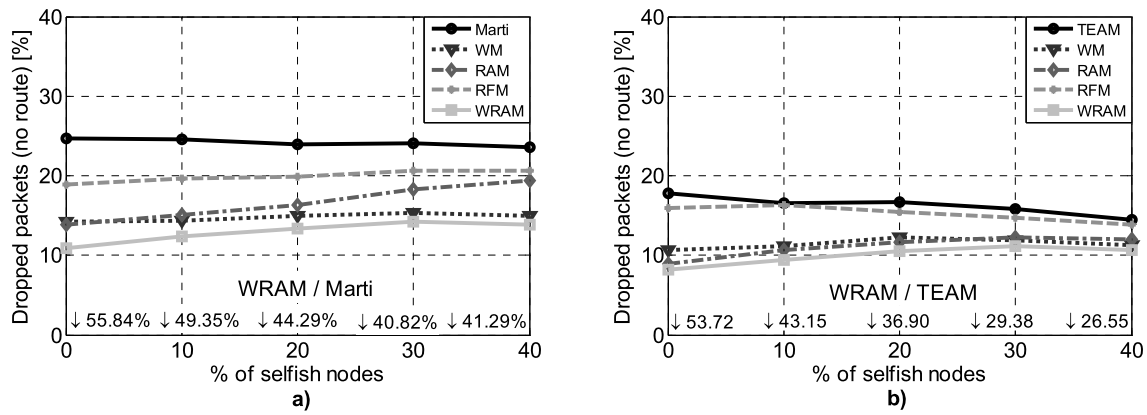 Dropped packets (no route) [%]
40
30
20
10
0
Marti
WM
RAM
RFM
WRAM
WRAM / Marti
↓ 55.84% ↓ 49.35% ↓ 44.29% ↓ 40.82% ↓ 41.29%
0 10 20 30 40
% of selfish nodes
a)
Dropped packets (no route) [%]
40
30
20
10
0
TEAM
WM
RAM
RFM
WRAM
WRAM / TEAM
↓ 53.72 ↓ 43.15 ↓ 36.90 ↓ 29.38 ↓ 26.55
0 10 20 30 40
% of selfish nodes
b)